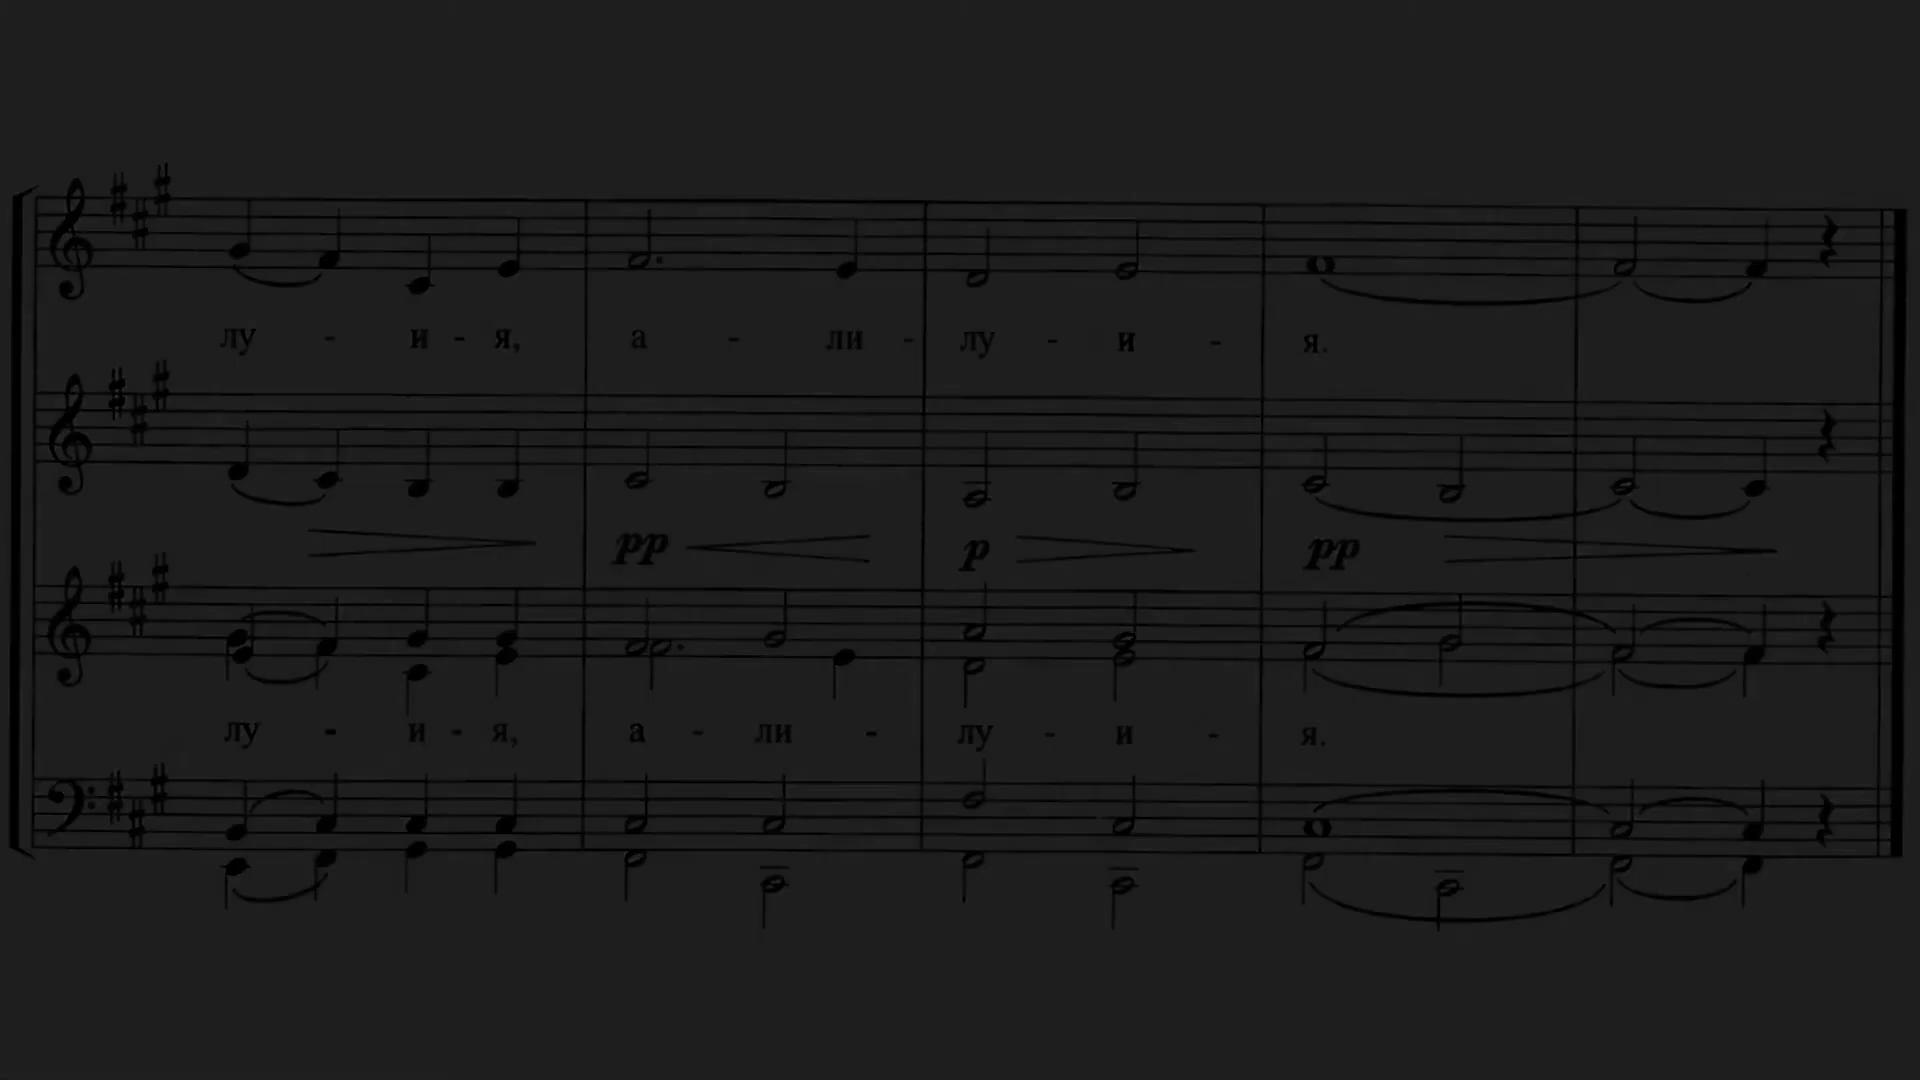 лу - и - я, а - ли - лу - и - я.
pp p pp
лу - и - я, а - ли - лу - и - я.